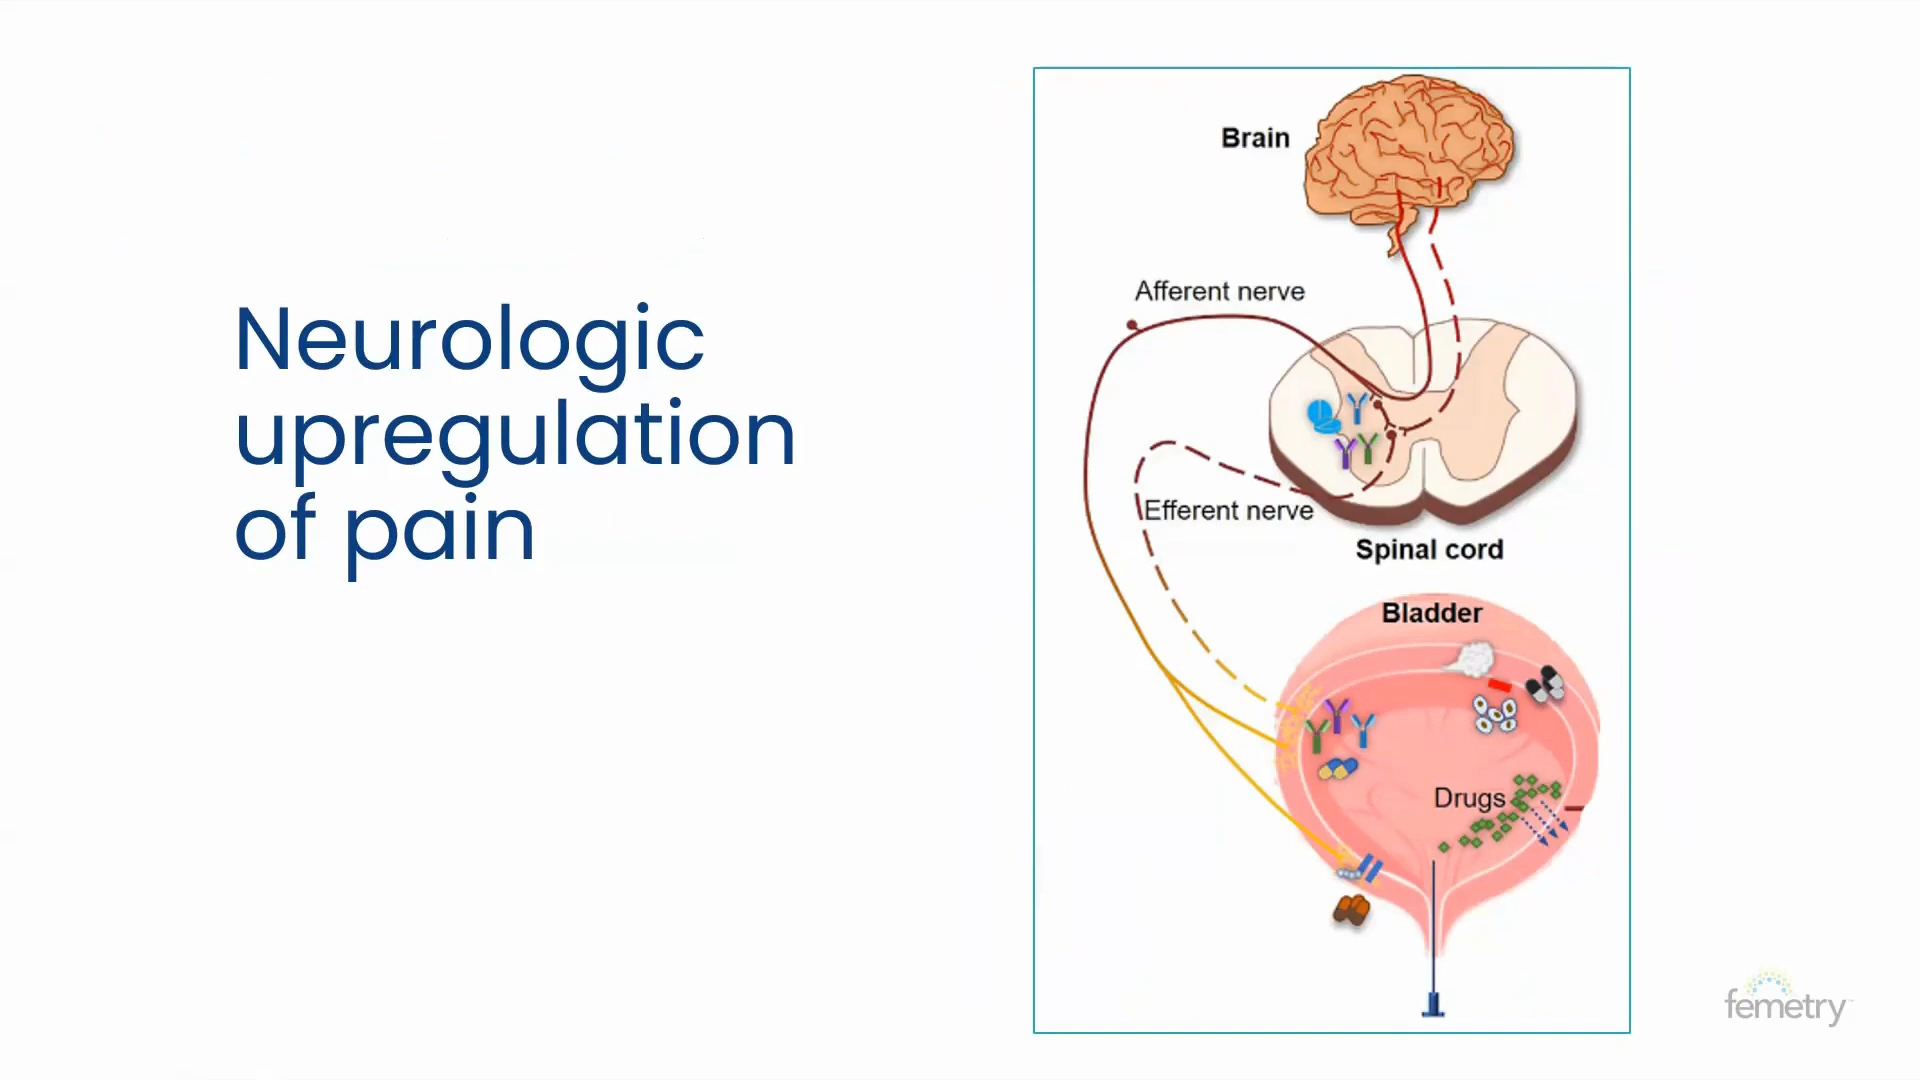 Neurologic
upregulation
of pain
Brain
Afferent nerve
Efferent nerve
Spinal cord
Bladder
Drugs
femetry